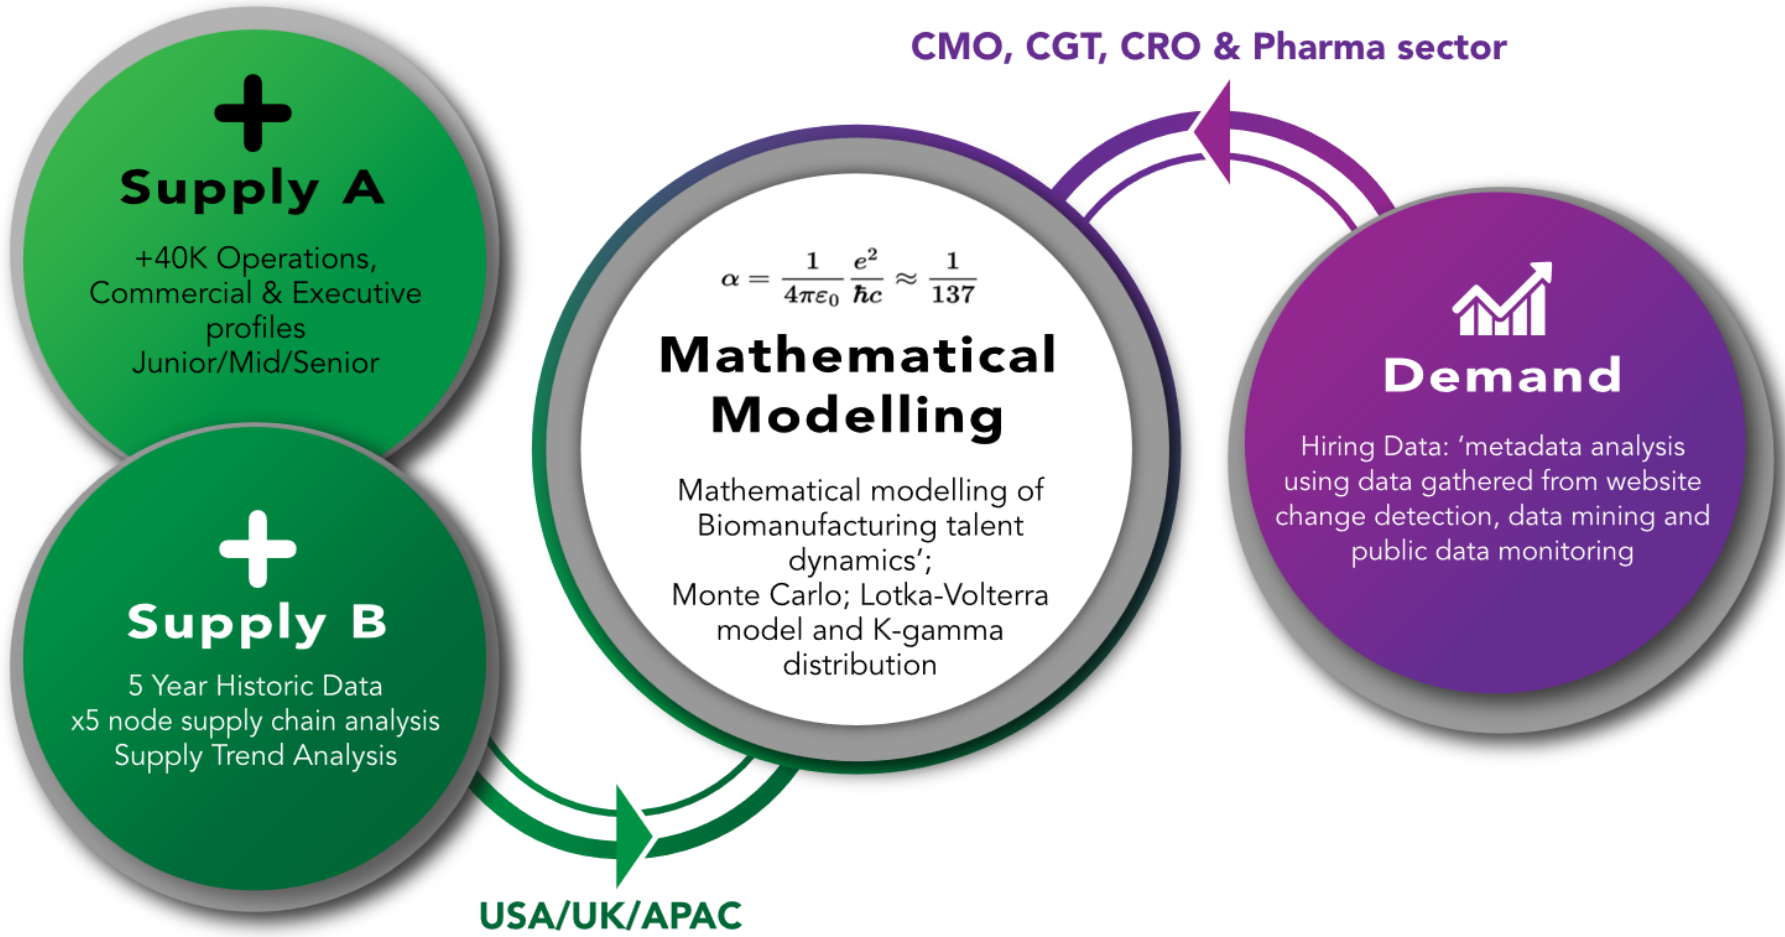 Supply A
+40K Operations,
Commercial & Executive
profiles
Junior/Mid/Senior
Supply B
5 Year Historic Data
x5 node supply chain analysis
Supply Trend Analysis
USA/UK/APAC
α = 1/4πε₀ e²/ħc ≈ 1/137
Mathematical
Modelling
Mathematical modelling of
Biomanufacturing talent
dynamics’;
Monte Carlo; Lotka-Volterra
model and K-gamma
distribution
CMO, CGT, CRO & Pharma sector
Demand
Hiring Data: ‘metadata analysis
using data gathered from website
change detection, data mining and
public data monitoring